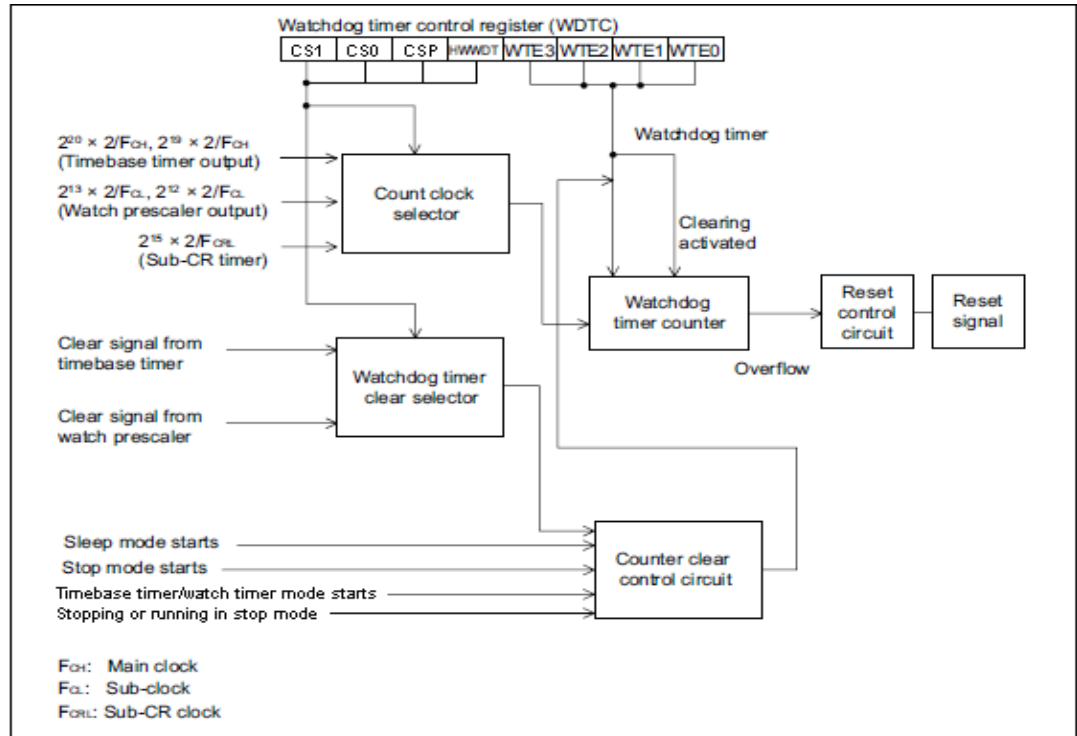 Watchdog timer control register (WDTC)
CS1 CS0 CSP HWWDT WTE3 WTE2 WTE1 WTE0
2²⁰ × 2/FCH, 2¹⁹ × 2/FCH
(Timebase timer output)
2¹³ × 2/FCL, 2¹² × 2/FCL
(Watch prescaler output)
2¹⁵ × 2/FCRL
(Sub-CR timer)
Count clock
selector
Watchdog timer
Clearing
activated
Watchdog
timer counter
Reset
control
circuit
Reset
signal
Overflow
Clear signal from
timebase timer
Clear signal from
watch prescaler
Watchdog timer
clear selector
Sleep mode starts
Stop mode starts
Timebase timer/watch timer mode starts
Stopping or running in stop mode
Counter clear
control circuit
FCH: Main clock
FCL: Sub-clock
FCRL: Sub-CR clock